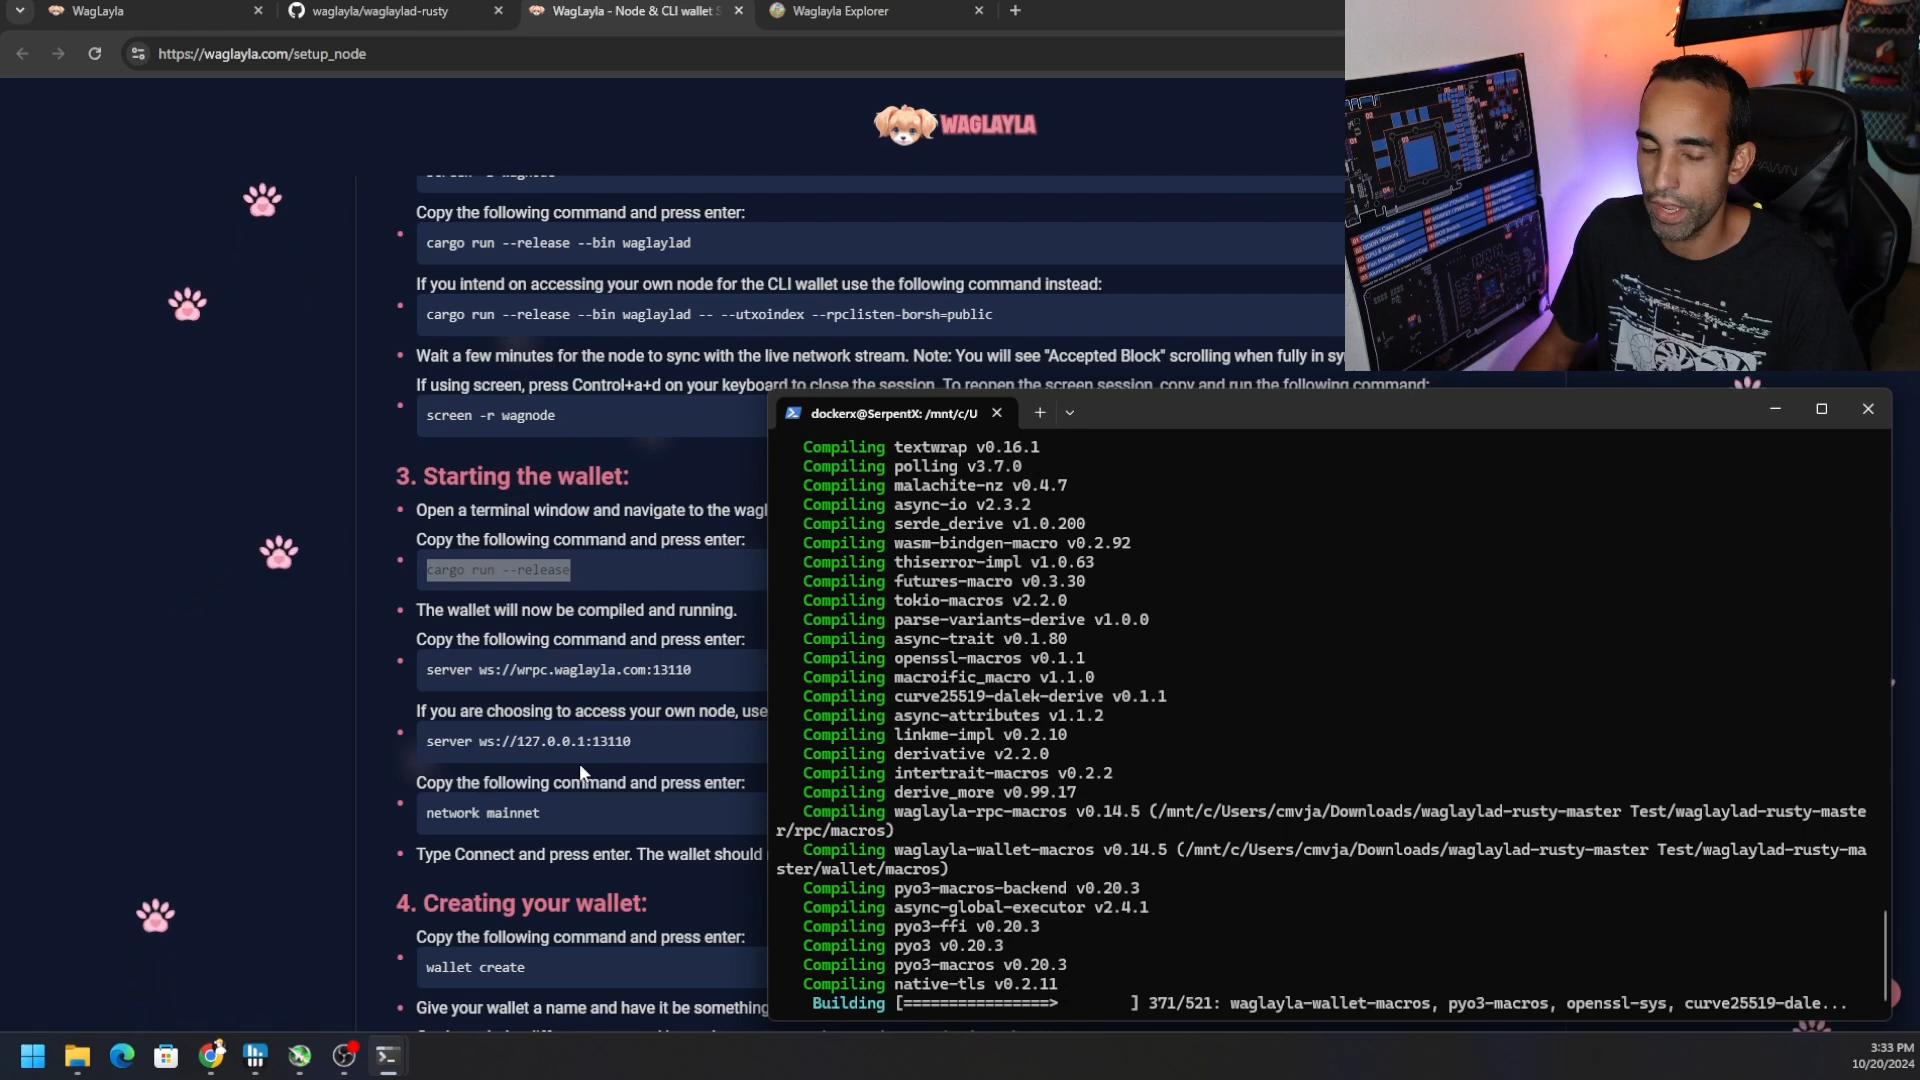 WagLayla
waglayla/waglaylad-rusty
WagLayla - Node & CLI wallet S
Waglayla Explorer
https://waglayla.com/setup_node
WAGLAYLA
Copy the following command and press enter:
cargo run --release --bin waglaylad
If you intend on accessing your own node for the CLI wallet use the following command instead:
cargo run --release --bin waglaylad -- --utxoindex --rpclisten-borsh=public
Wait a few minutes for the node to sync with the live network stream. Note: You will see "Accepted Block" scrolling when fully in sy
If using screen, press Control+a+d on your keyboard to close the session. To reopen the screen session, copy and run the following command:
screen -r wagnode
3. Starting the wallet:
Open a terminal window and navigate to the wagl
Copy the following command and press enter:
cargo run --release
The wallet will now be compiled and running.
Copy the following command and press enter:
server ws://wrpc.waglayla.com:13110
If you are choosing to access your own node, use
server ws://127.0.0.1:13110
Copy the following command and press enter:
network mainnet
Type Connect and press enter. The wallet should
4. Creating your wallet:
Copy the following command and press enter:
wallet create
Give your wallet a name and have it be something
dockerx@SerpentX: /mnt/c/U
Compiling textwrap v0.16.1
Compiling polling v3.7.0
Compiling malachite-nz v0.4.7
Compiling async-io v2.3.2
Compiling serde_derive v1.0.200
Compiling wasm-bindgen-macro v0.2.92
Compiling thiserror-impl v1.0.63
Compiling futures-macro v0.3.30
Compiling tokio-macros v2.2.0
Compiling parse-variants-derive v1.0.0
Compiling async-trait v0.1.80
Compiling openssl-macros v0.1.1
Compiling macroific_macro v1.1.0
Compiling curve25519-dalek-derive v0.1.1
Compiling async-attributes v1.1.2
Compiling linkme-impl v0.2.10
Compiling derivative v2.2.0
Compiling intertrait-macros v0.2.2
Compiling derive_more v0.99.17
Compiling waglayla-rpc-macros v0.14.5 (/mnt/c/Users/cmvja/Downloads/waglaylad-rusty-master Test/waglaylad-rusty-maste
r/rpc/macros)
Compiling waglayla-wallet-macros v0.14.5 (/mnt/c/Users/cmvja/Downloads/waglaylad-rusty-master Test/waglaylad-rusty-ma
ster/wallet/macros)
Compiling pyo3-macros-backend v0.20.3
Compiling async-global-executor v2.4.1
Compiling pyo3-ffi v0.20.3
Compiling pyo3 v0.20.3
Compiling pyo3-macros v0.20.3
Compiling native-tls v0.2.11
Building [================> ] 371/521: waglayla-wallet-macros, pyo3-macros, openssl-sys, curve25519-dale...
3:33 PM
10/20/2024